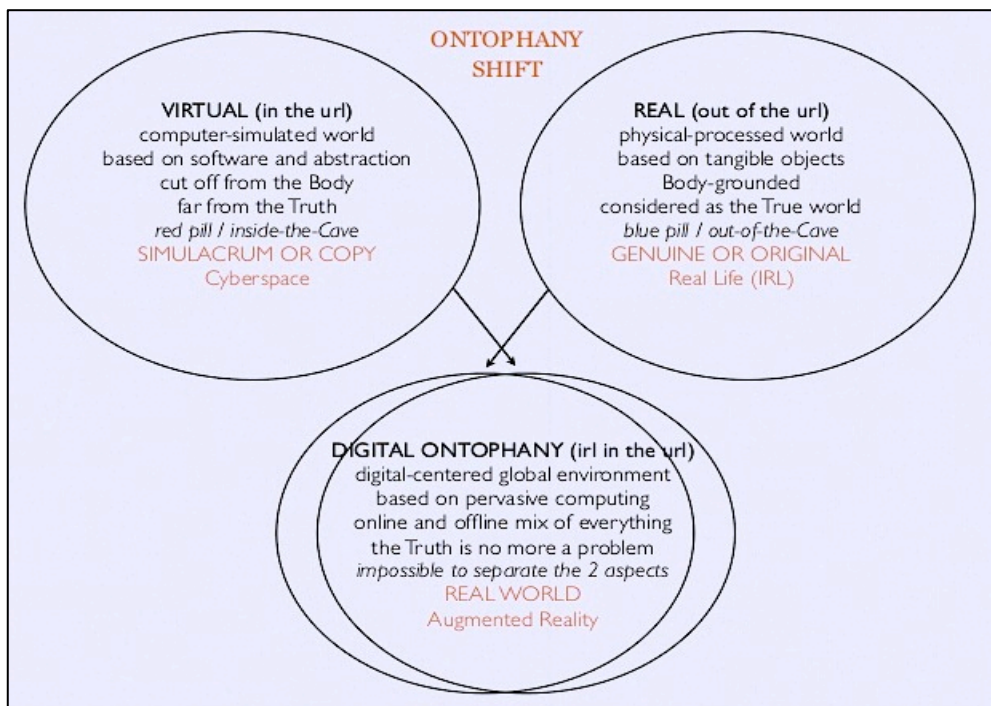 ONTOPHANY
SHIFT
VIRTUAL (in the url)
computer-simulated world
based on software and abstraction
cut off from the Body
far from the Truth
red pill / inside-the-Cave
SIMULACRUM OR COPY
Cyberspace
REAL (out of the url)
physical-processed world
based on tangible objects
Body-grounded
considered as the True world
blue pill / out-of-the-Cave
GENUINE OR ORIGINAL
Real Life (IRL)
DIGITAL ONTOPHANY (irl in the url)
digital-centered global environment
based on pervasive computing
online and offline mix of everything
the Truth is no more a problem
impossible to separate the 2 aspects
REAL WORLD
Augmented Reality